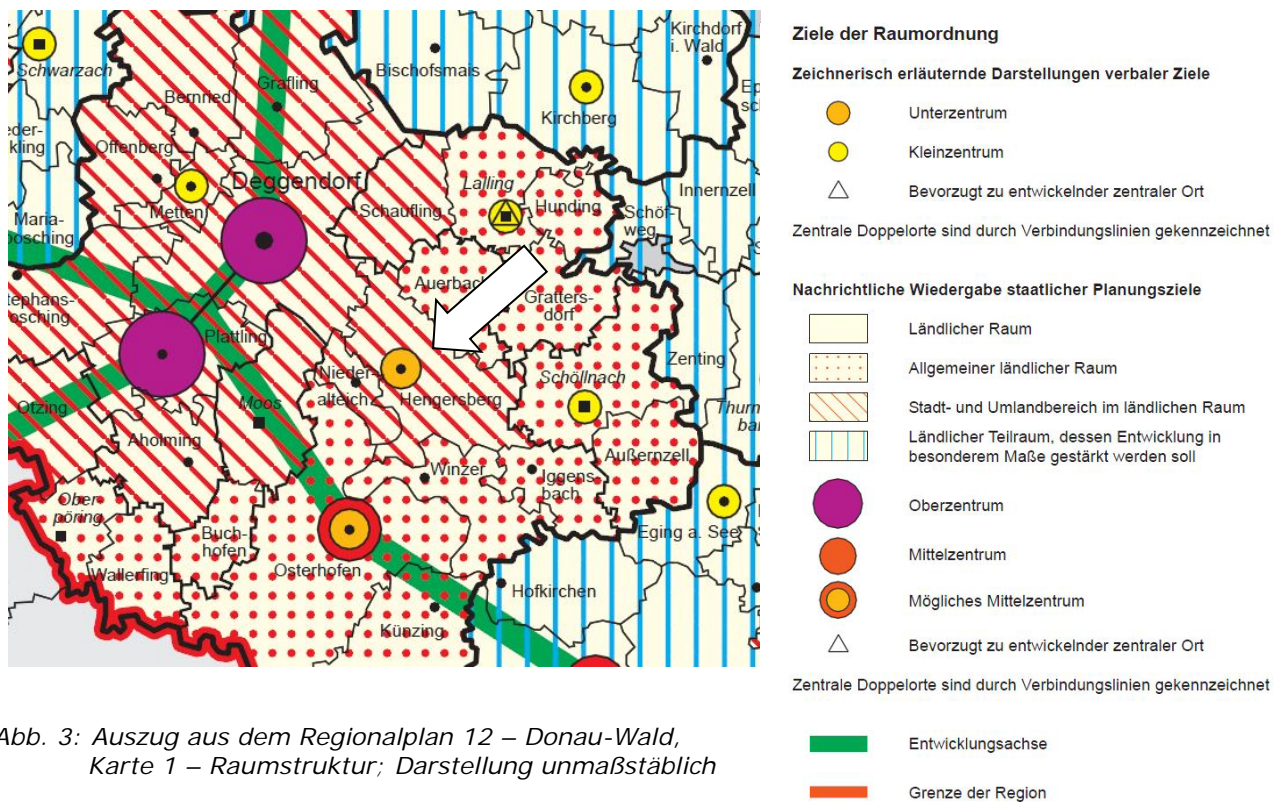 Kirchdorf
i. Wald
Schwarzach
Bischofsmais
Grafling
Bernried
Kirchberg
Offenberg
Lalling
Deggendorf
Hunding
Innernzell
Metten
Schaufling
Schöf-
weg
Maria-
posching
Auerbach
Gratters-
dorf
Plattling
Zenting
Nieder-
alteich
Schöllnach
Otzing
Moos
Hengersberg
Aholming
Außernzell
Winzer
Iggens-
bach
Ober-
pöring
Buch-
hofen
Eging a. See
Wallerfing
Osterhofen
Hofkirchen
Künzing
Abb. 3: Auszug aus dem Regionalplan 12 – Donau-Wald,
Karte 1 – Raumstruktur; Darstellung unmaßstäblich
Ziele der Raumordnung
Zeichnerisch erläuternde Darstellungen verbaler Ziele
Unterzentrum
Kleinzentrum
Bevorzugt zu entwickelnder zentraler Ort
Zentrale Doppelorte sind durch Verbindungslinien gekennzeichnet
Nachrichtliche Wiedergabe staatlicher Planungsziele
Ländlicher Raum
Allgemeiner ländlicher Raum
Stadt- und Umlandbereich im ländlichen Raum
Ländlicher Teilraum, dessen Entwicklung in
besonderem Maße gestärkt werden soll
Oberzentrum
Mittelzentrum
Mögliches Mittelzentrum
Bevorzugt zu entwickelnder zentraler Ort
Zentrale Doppelorte sind durch Verbindungslinien gekennzeichnet
Entwicklungsachse
Grenze der Region